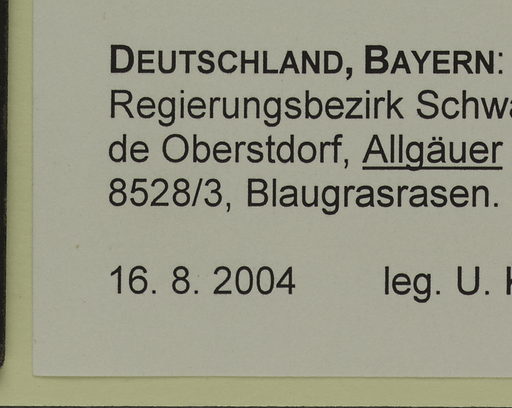 DEUTSCHLAND, BAYERN:
Regierungsbezirk
de Oberstdorf, Allgäuer
8528/3, Blaugrasrasen.
16. 8. 2004 leg. U.